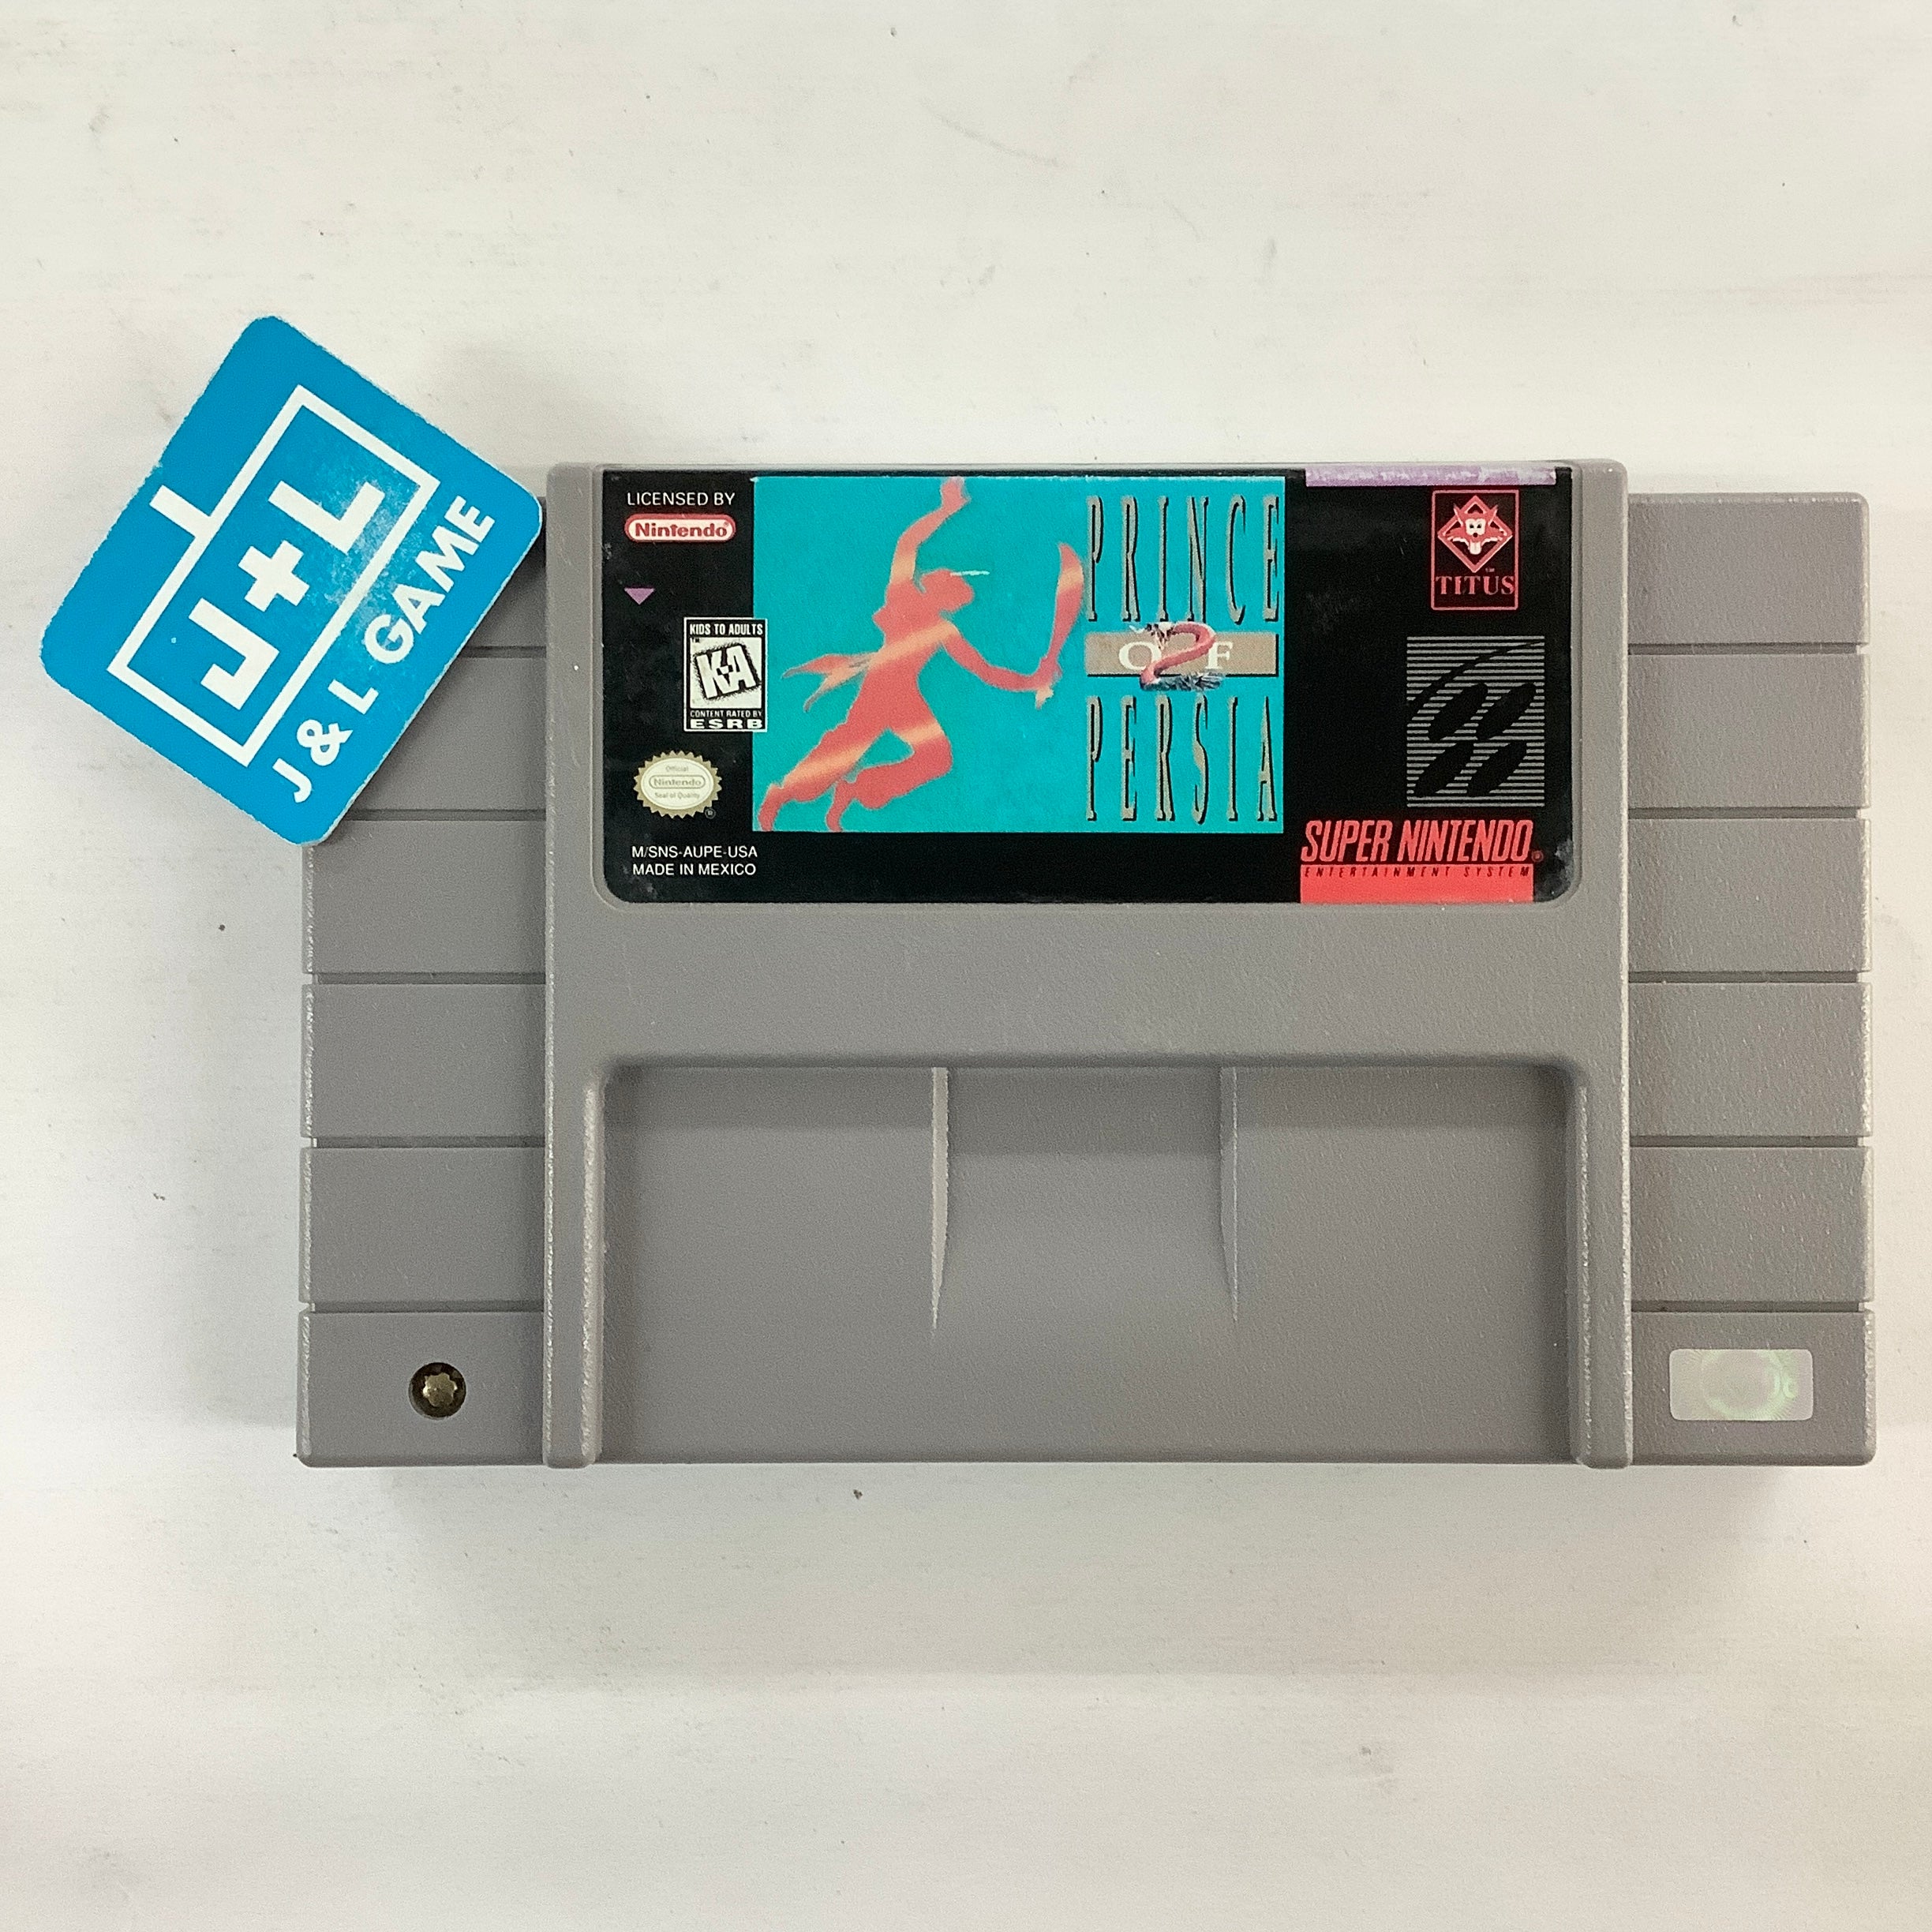 J+L
J & L GAME
LICENSED BY
Nintendo®
KIDS TO ADULTS
K-A
CONTENT RATED BY
ESRB
Official
Nintendo
Seal of Quality
®
M/SNS-AUPE-USA
MADE IN MEXICO
PRINCE
OF
2
PERSIA
TITUS
™
SUPER NINTENDO®
ENTERTAINMENT SYSTEM